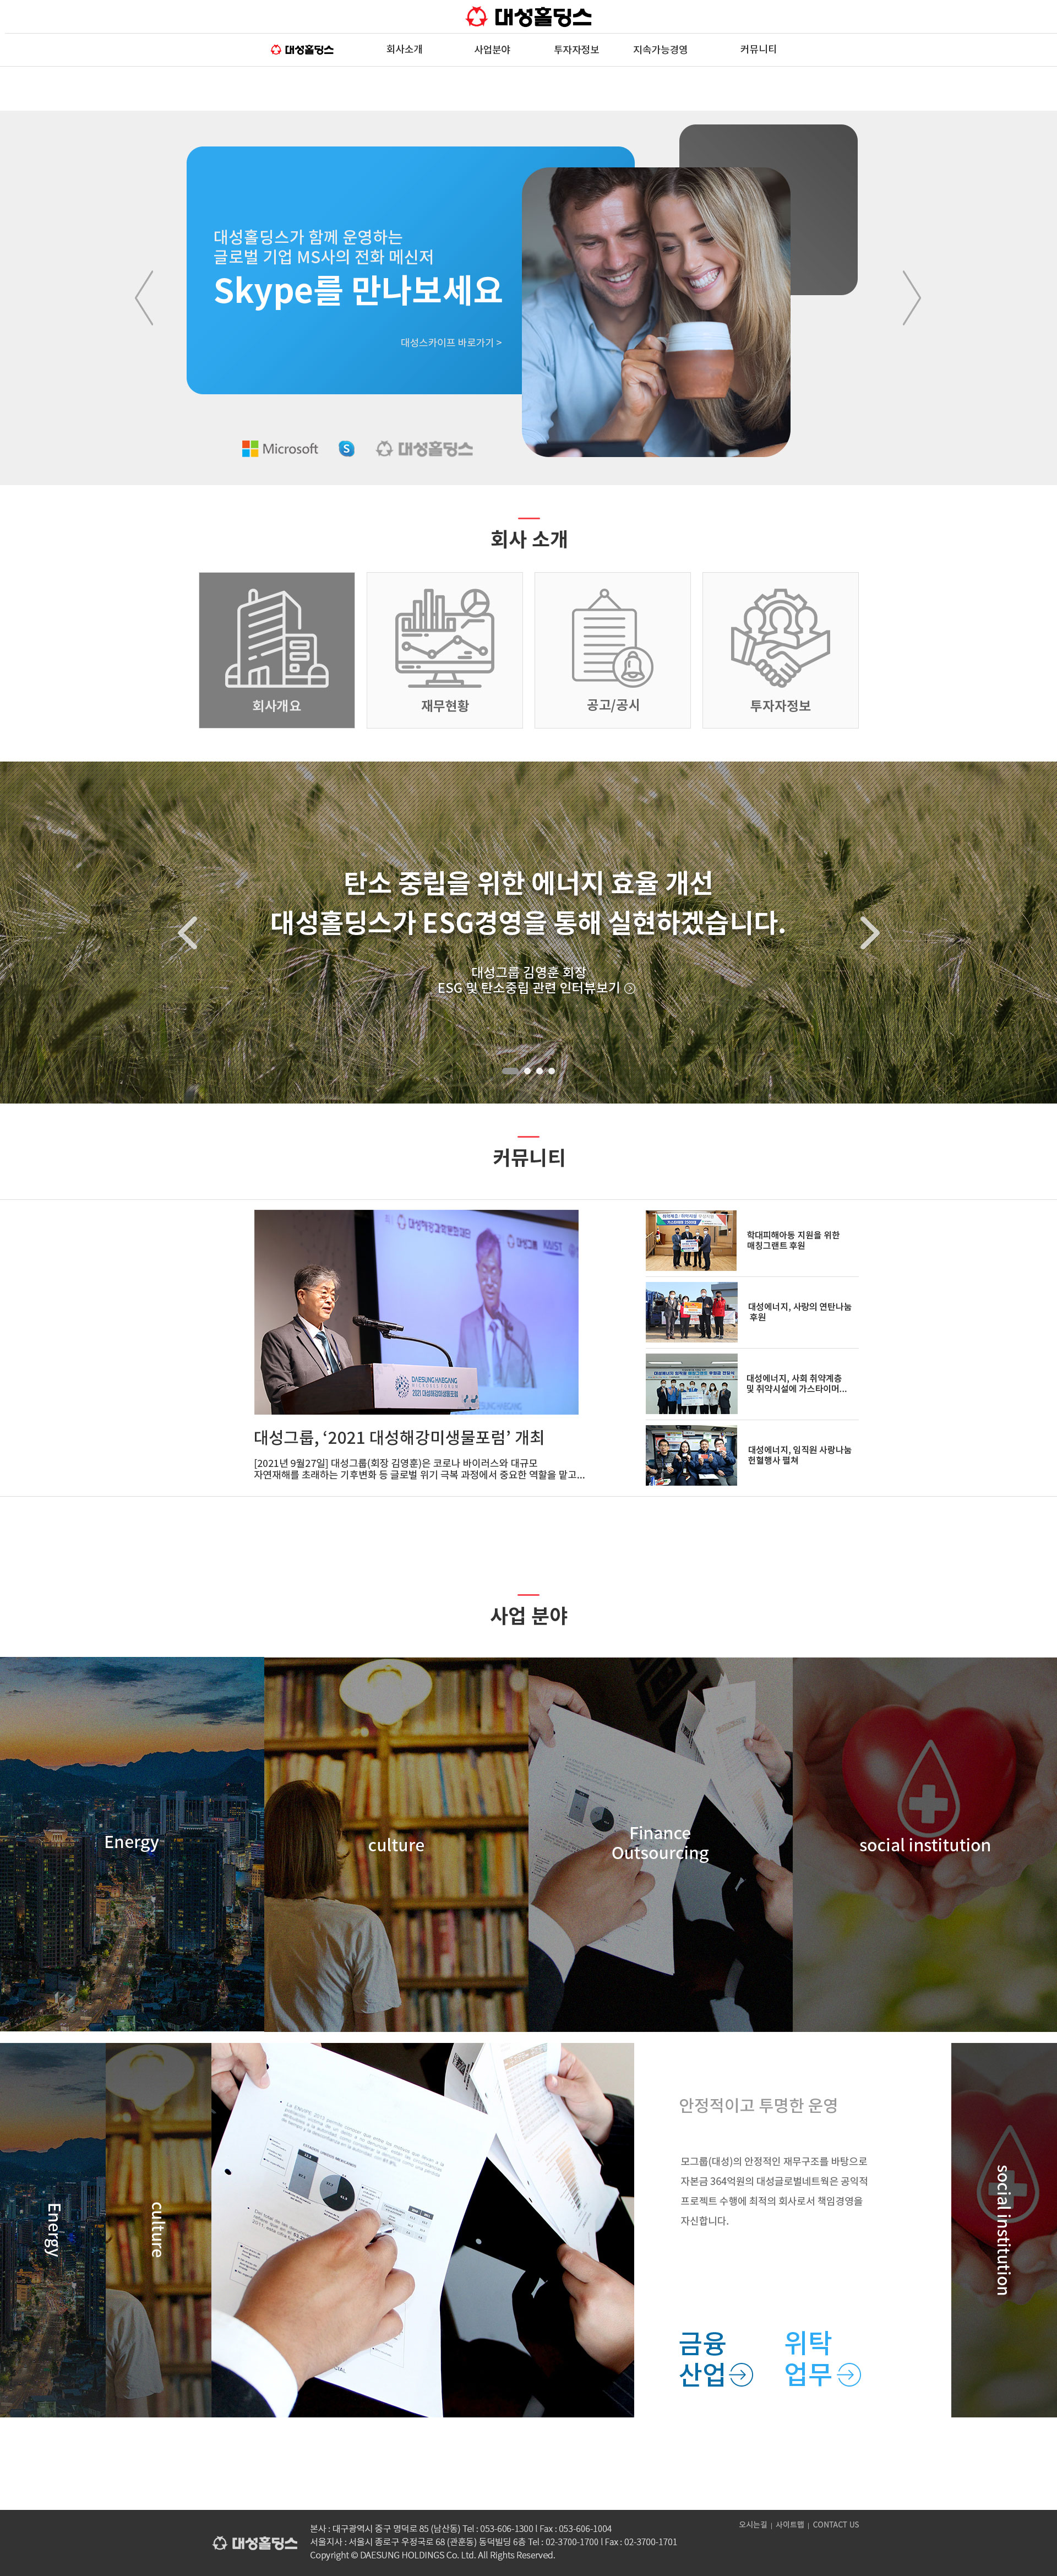 대성홀딩스
대성홀딩스
회사소개
사업분야
투자자정보
지속가능경영
커뮤니티
대성홀딩스가 함께 운영하는
글로벌 기업 MS사의 전화 메신저
Skype를 만나보세요
대성스카이프 바로가기 >
Microsoft
S
대성홀딩스
회사 소개
회사개요
재무현황
공고/공시
투자자정보
탄소 중립을 위한 에너지 효율 개선
대성홀딩스가 ESG경영을 통해 실현하겠습니다.
대성그룹 김영훈 회장
ESG 및 탄소중립 관련 인터뷰보기
커뮤니티
DAESUNG HAEGANG
2021 대성해강미생물포럼
대성그룹, ‘2021 대성해강미생물포럼’ 개최
[2021년 9월27일] 대성그룹(회장 김영훈)은 코로나 바이러스와 대규모
자연재해를 초래하는 기후변화 등 글로벌 위기 극복 과정에서 중요한 역할을 맡고...
학대피해아동 지원을 위한
매칭그랜트 후원
대성에너지, 사랑의 연탄나눔
후원
대성에너지, 사회 취약계층
및 취약시설에 가스타이머...
대성에너지, 임직원 사랑나눔
헌혈행사 펼쳐
사업 분야
Energy
culture
Finance
Outsourcing
social institution
Energy
culture
안정적이고 투명한 운영
모그룹(대성)의 안정적인 재무구조를 바탕으로
자본금 364억원의 대성글로벌네트웍은 공익적
프로젝트 수행에 최적의 회사로서 책임경영을
자신합니다.
금융
산업
위탁
업무
social institution
대성홀딩스
본사 : 대구광역시 중구 명덕로 85 (남산동) Tel : 053-606-1300 l Fax : 053-606-1004
서울지사 : 서울시 종로구 우정국로 68 (관훈동) 동덕빌딩 6층 Tel : 02-3700-1700 l Fax : 02-3700-1701
Copyright © DAESUNG HOLDINGS Co. Ltd. All Rights Reserved.
오시는길 | 사이트맵 | CONTACT US